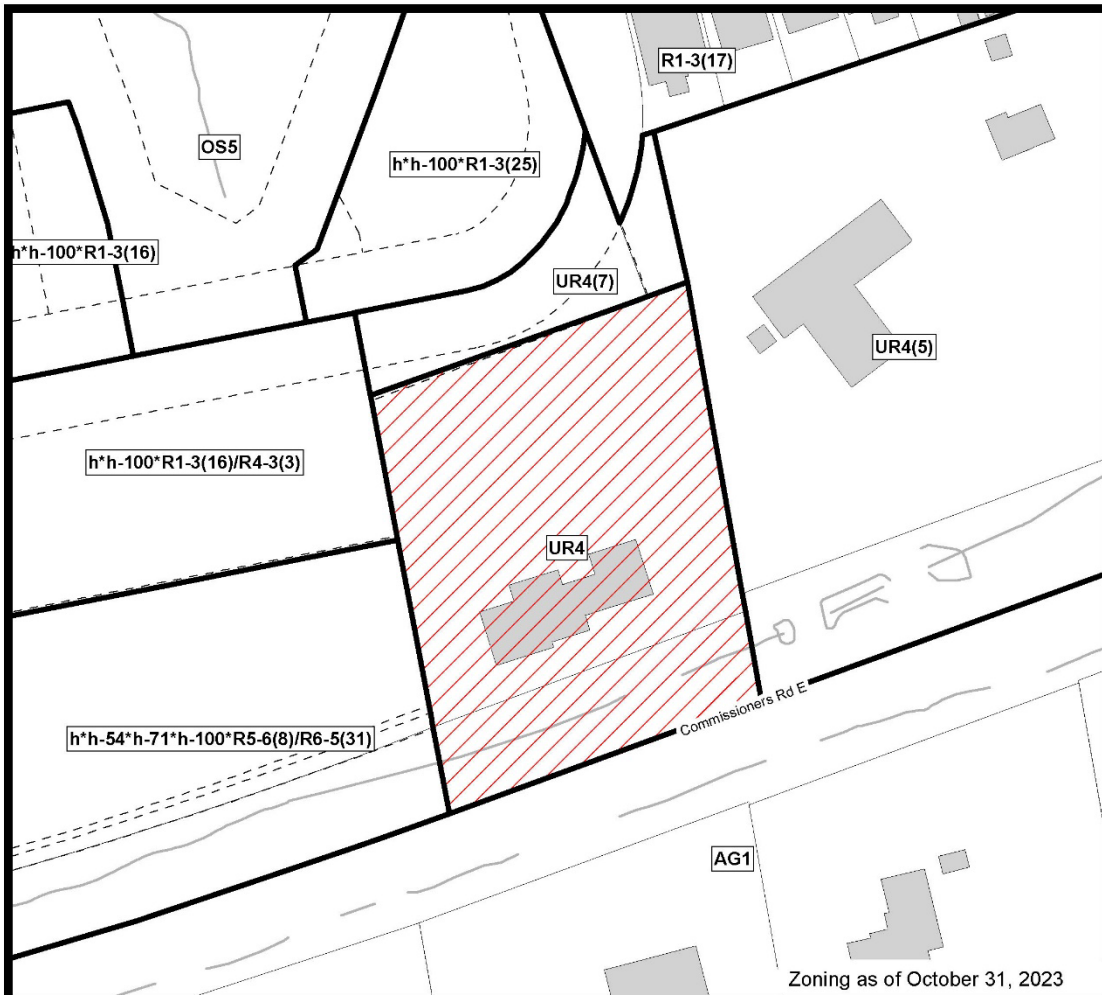 R1-3(17)
OS5
h*h-100*R1-3(25)
h*h-100*R1-3(16)
UR4(7)
UR4(5)
h*h-100*R1-3(16)/R4-3(3)
UR4
Commissioners Rd E
h*h-54*h-71*h-100*R5-6(8)/R6-5(31)
AG1
Zoning as of October 31, 2023